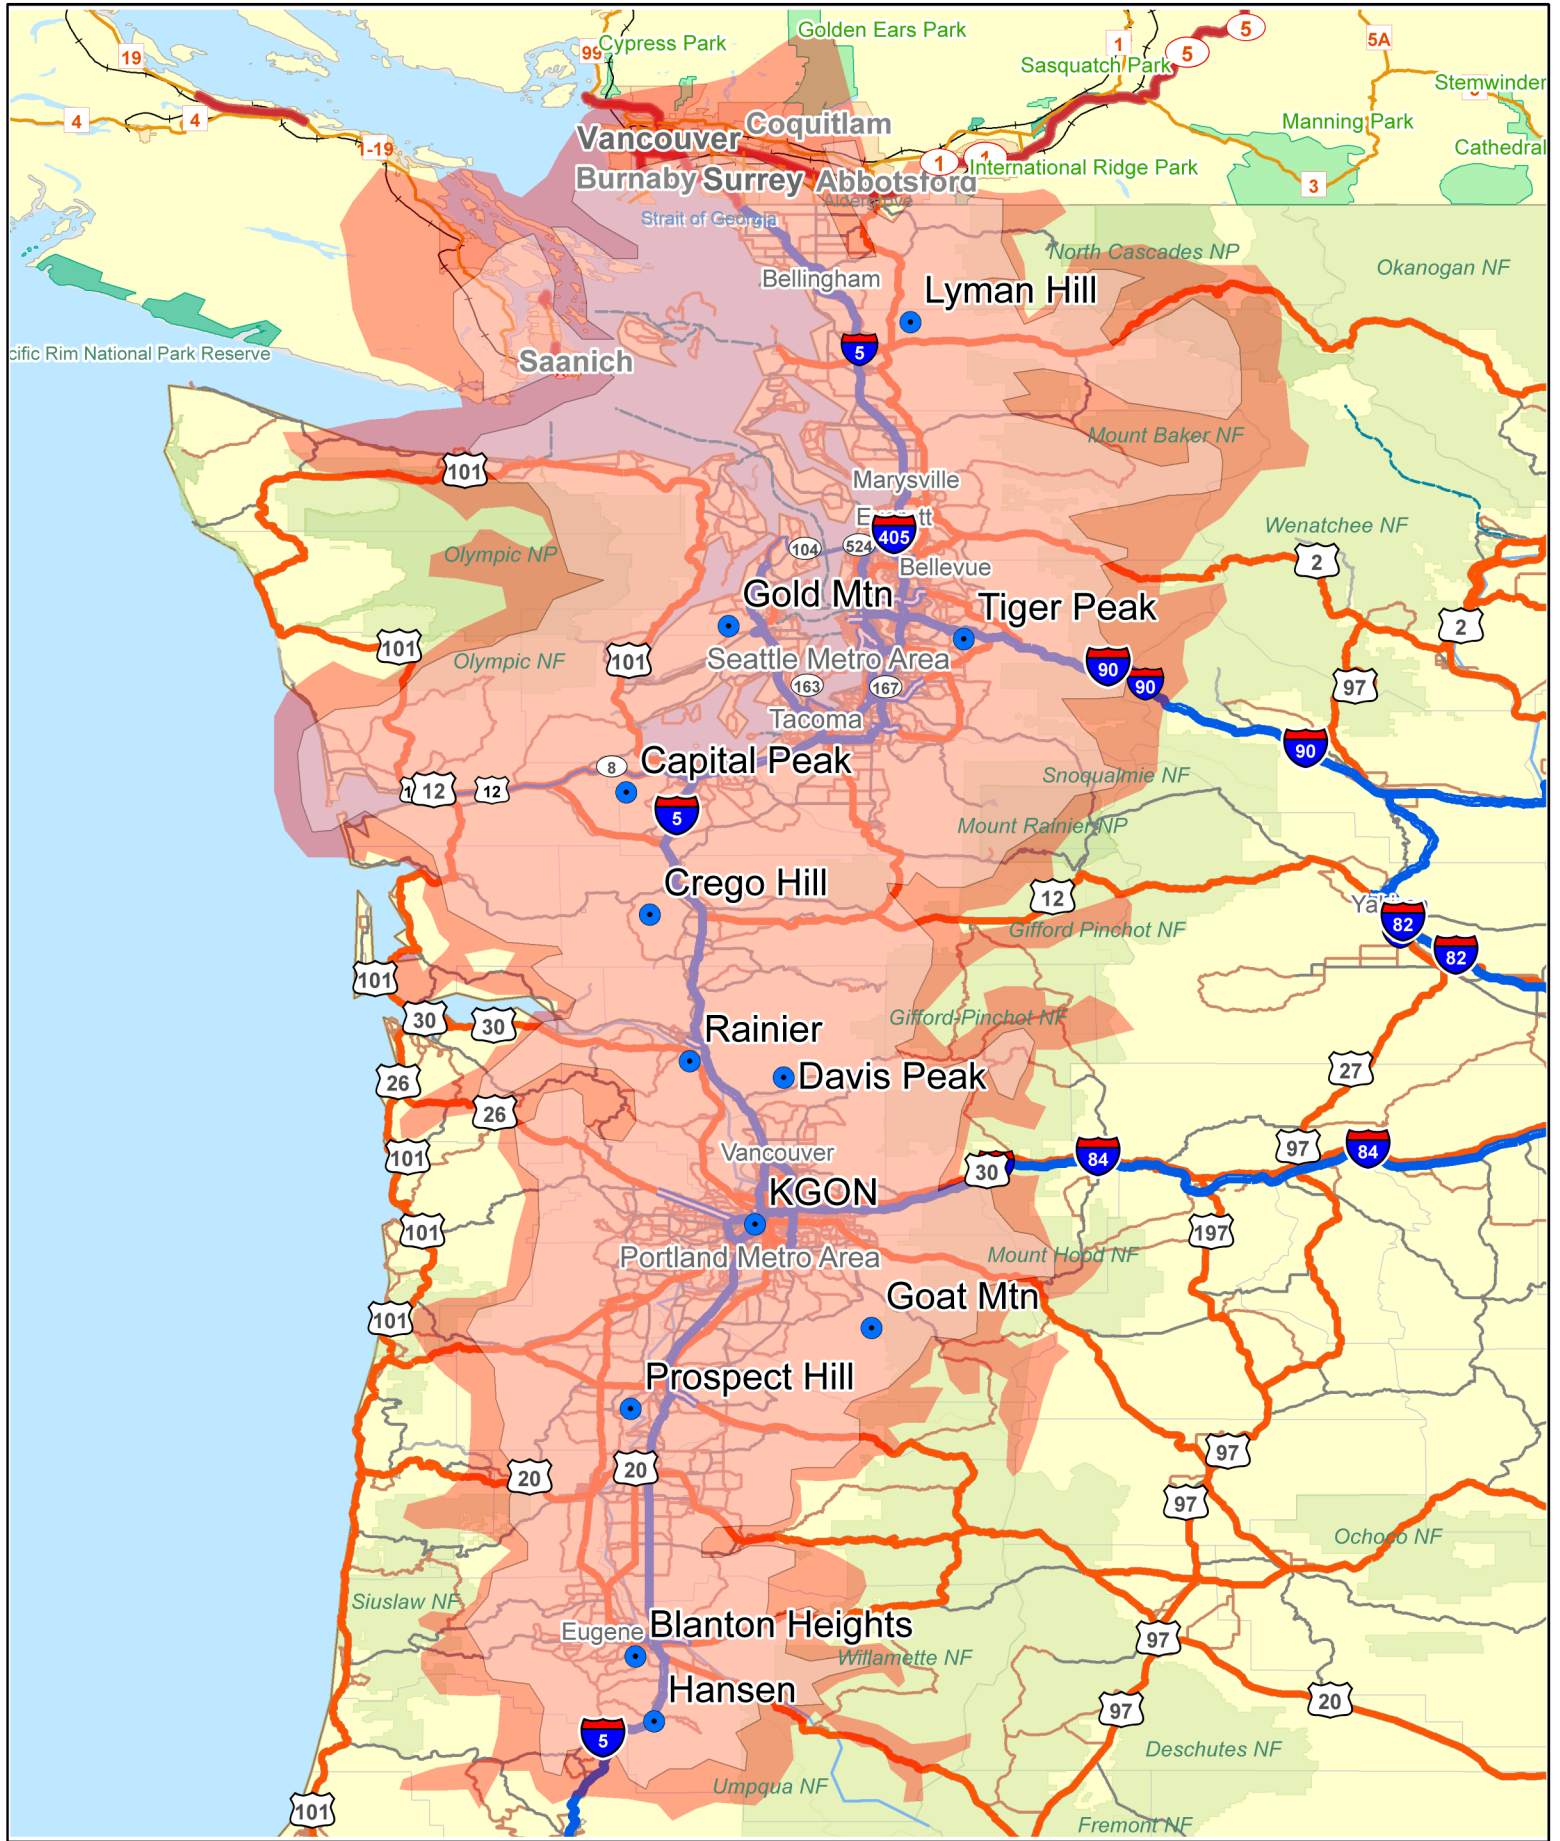 Golden Ears Park
5
5A
19
99
Cypress Park
1
5
Sasquatch Park
Stemwinder
4
4
Coquitlam
Manning Park
Vancouver
1-19
Cathedral
1
International Ridge Park
Burnaby
Surrey
Abbotsford
3
Aldergrove
Strait of Georgia
North Cascades NP
Okanogan NF
Bellingham
Lyman Hill
5
cific Rim National Park Reserve
Saanich
Mount Baker NF
101
Marysville
Wenatchee NF
405
104
524
Olympic NP
Bellevue
2
Gold Mtn
Tiger Peak
2
101
101
Olympic NF
Seattle Metro Area
90
90
97
163
167
Tacoma
90
Capital Peak
8
Snoqualmie NF
12
12
5
Mount Rainier NP
Crego Hill
12
82
Gifford Pinchot NF
82
101
30
30
Gifford-Pinchot NF
Rainier
27
Davis Peak
26
26
97
84
84
101
Vancouver
30
KGON
101
197
Portland Metro Area
Mount Hood NF
Goat Mtn
101
Prospect Hill
97
20
20
97
Ochoco NF
Siuslaw NF
Eugene
Blanton Heights
97
Willamette NF
Hansen
20
97
5
Deschutes NF
Umpqua NF
101
Fremont NF